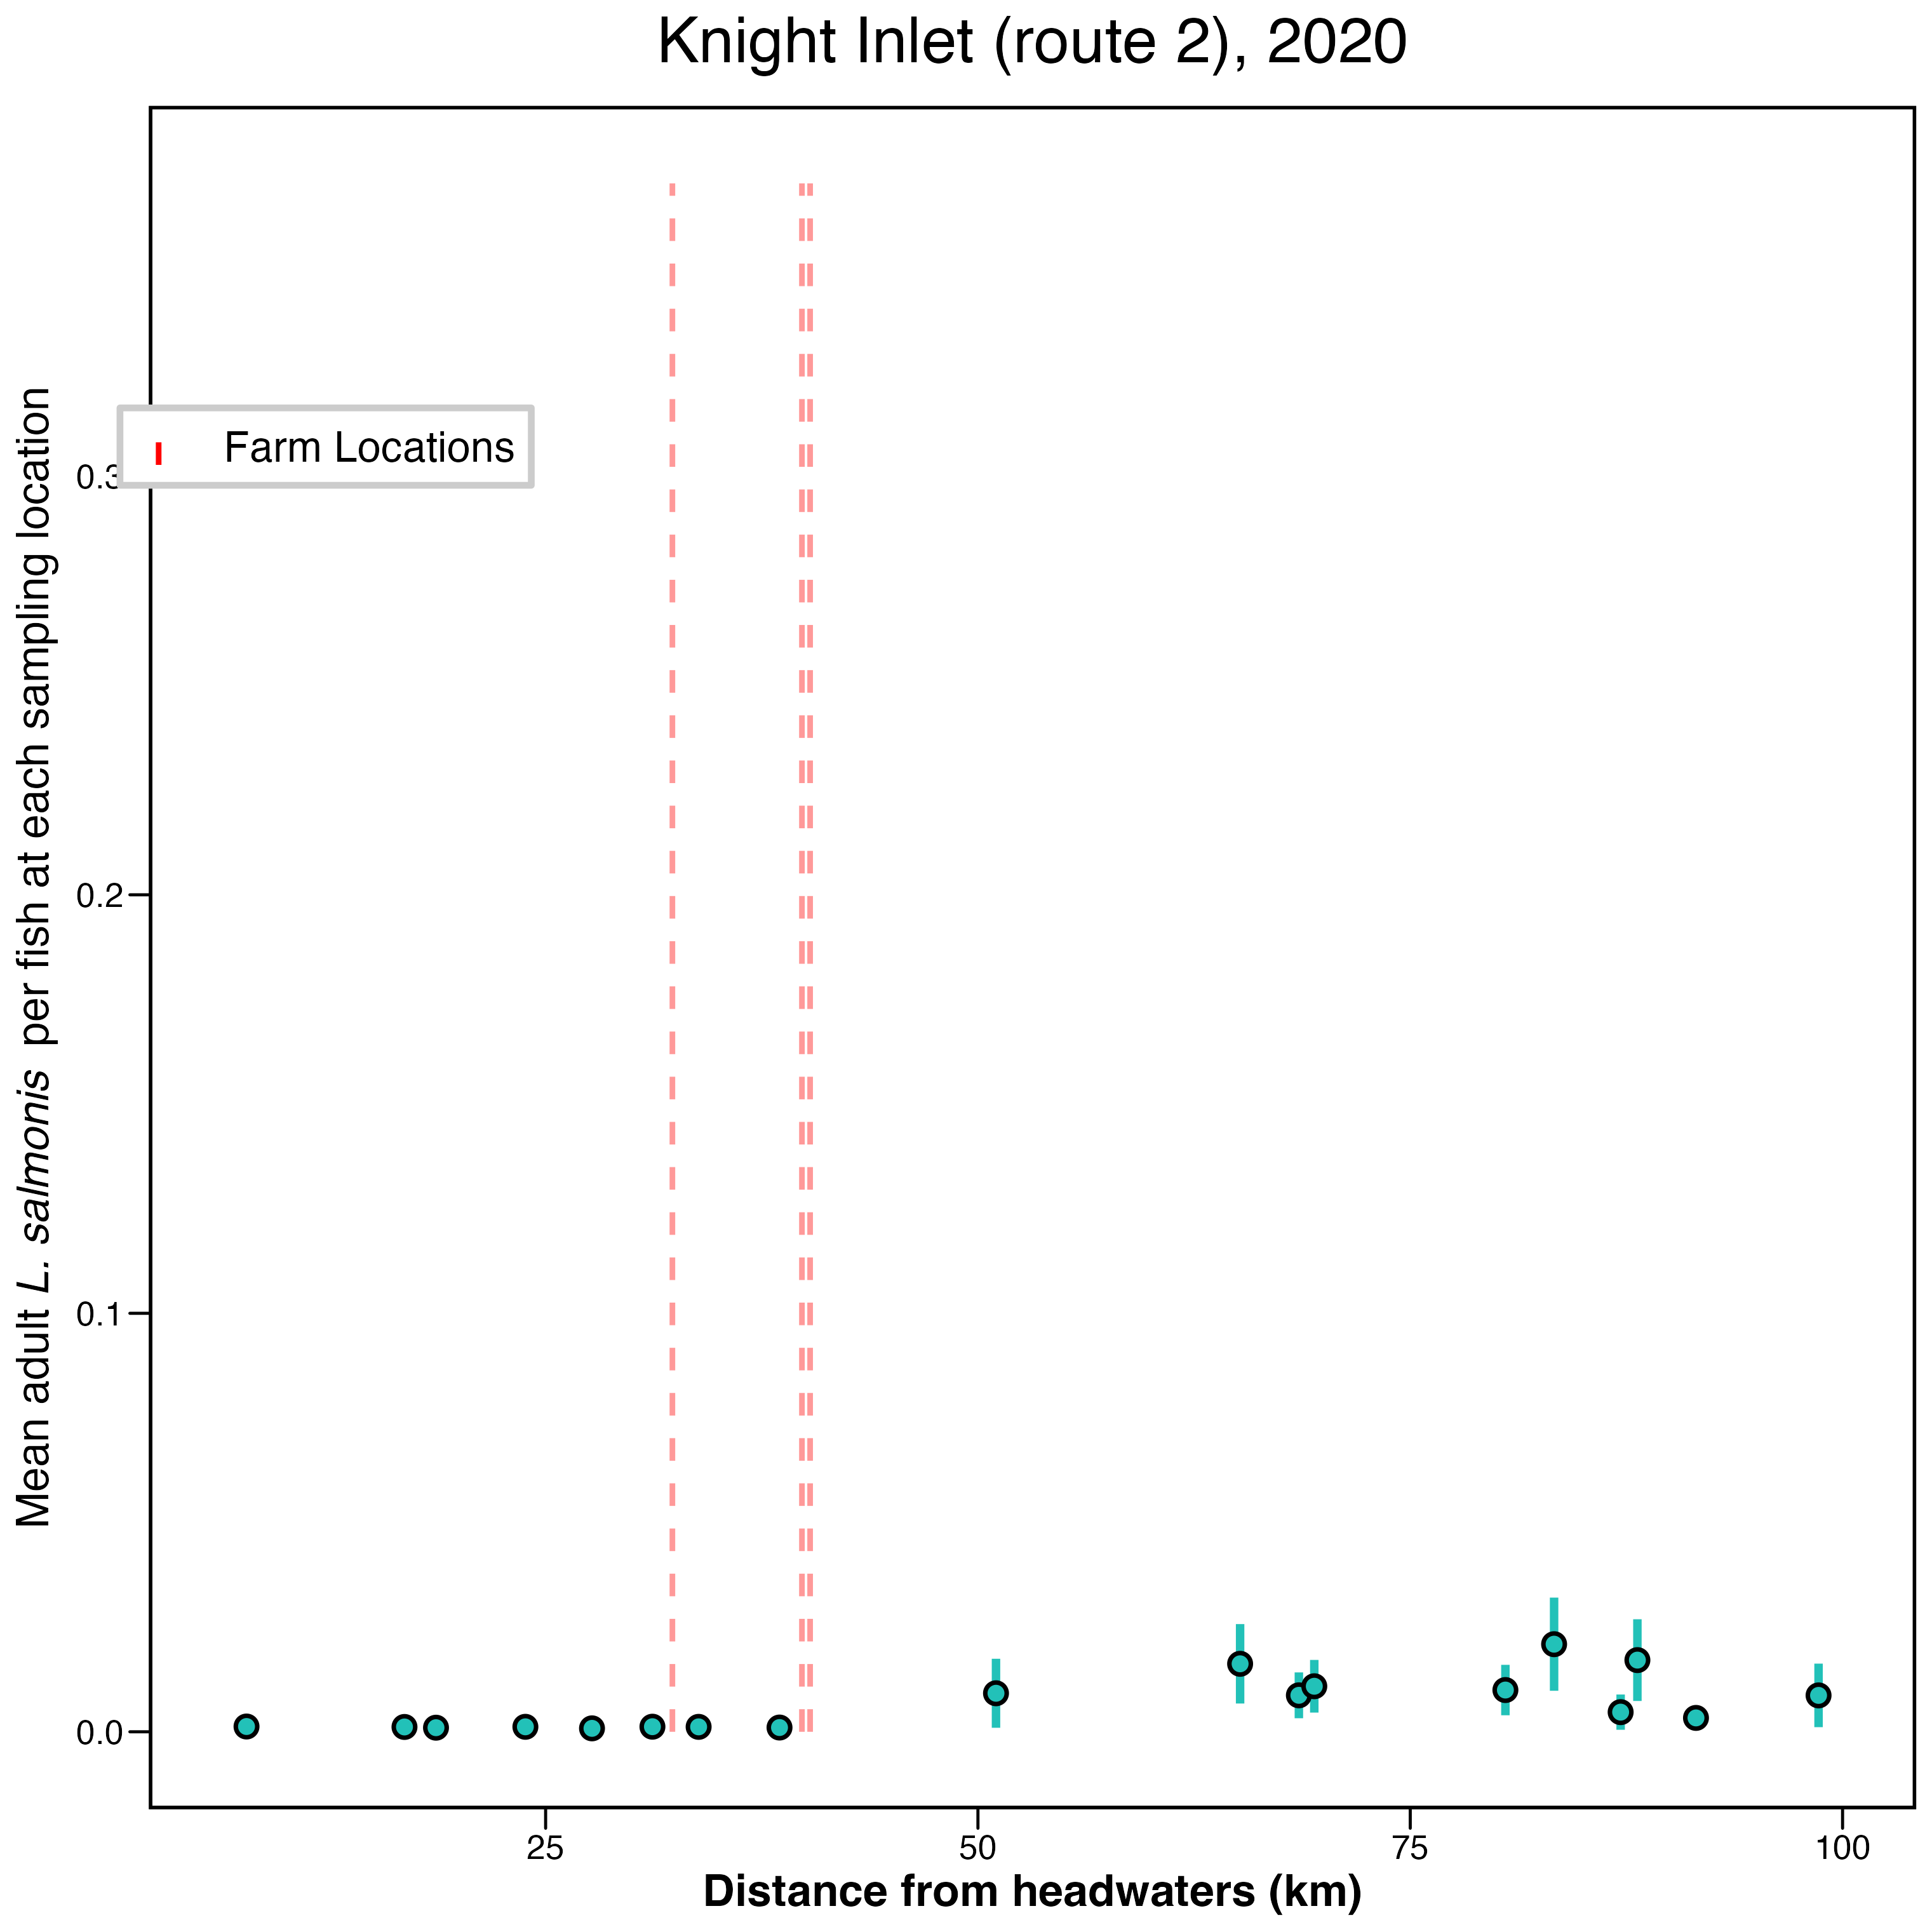 Knight Inlet (route 2), 2020
Mean adult L. salmonis per fish at each sampling location
Farm Locations
0.3
0.2
0.1
0.0
25
50
75
100
Distance from headwaters (km)